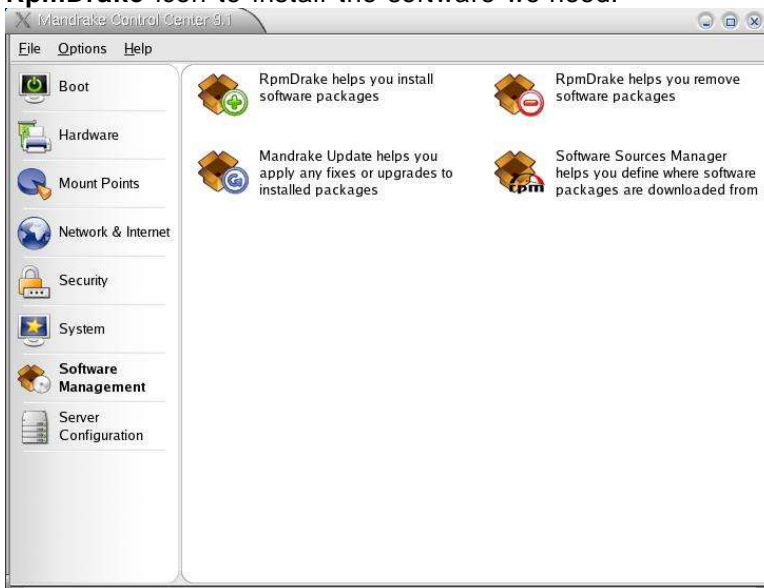 RpmDrake icon to install the software we need.
Mandrake Control Center 9.1
File Options Help
Boot
Hardware
Mount Points
Network & Internet
Security
System
Software
Management
Server
Configuration
RpmDrake helps you install
software packages
RpmDrake helps you remove
software packages
Mandrake Update helps you
apply any fixes or upgrades to
installed packages
Software Sources Manager
helps you define where software
packages are downloaded from
rpm